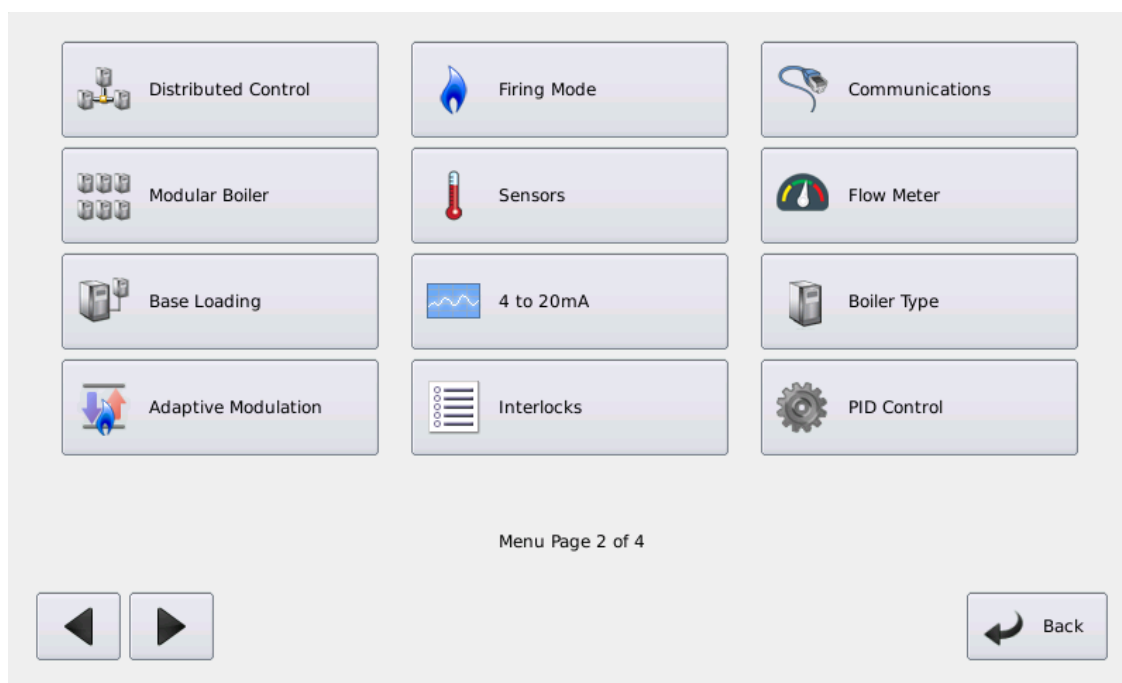 Distributed Control
Firing Mode
Communications
Modular Boiler
Sensors
Flow Meter
Base Loading
4 to 20mA
Boiler Type
Adaptive Modulation
Interlocks
PID Control
Menu Page 2 of 4
Back